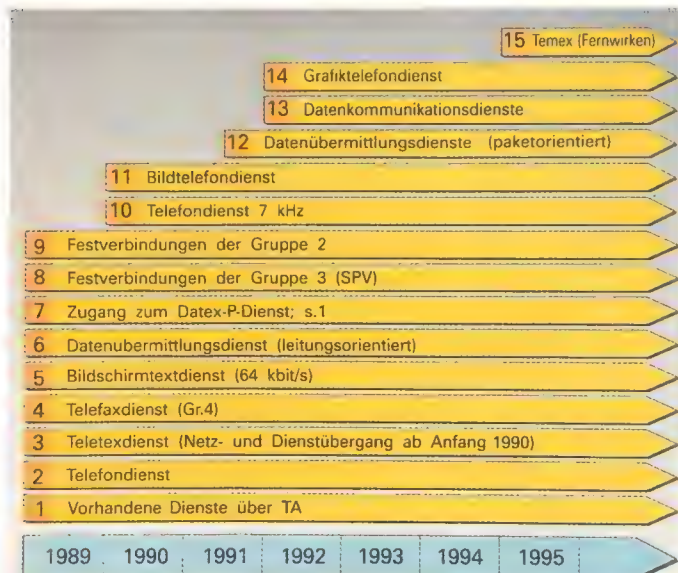 15 Temex (Fernwirken)
14 Grafiktelefondienst
13 Datenkommunikationsdienste
12 Datenübermittlungsdienste (paketorientiert)
11 Bildtelefondienst
10 Telefondienst 7 kHz
9 Festverbindungen der Gruppe 2
8 Festverbindungen der Gruppe 3 (SPV)
7 Zugang zum Datex-P-Dienst; s.1
6 Datenubermittlungsdienst (leitungsorientiert)
5 Bildschirmtextdienst (64 kbit/s)
4 Telefaxdienst (Gr.4)
3 Teletexdienst (Netz- und Dienstübergang ab Anfang 1990)
2 Telefondienst
1 Vorhandene Dienste über TA
1989 1990 1991 1992 1993 1994 1995